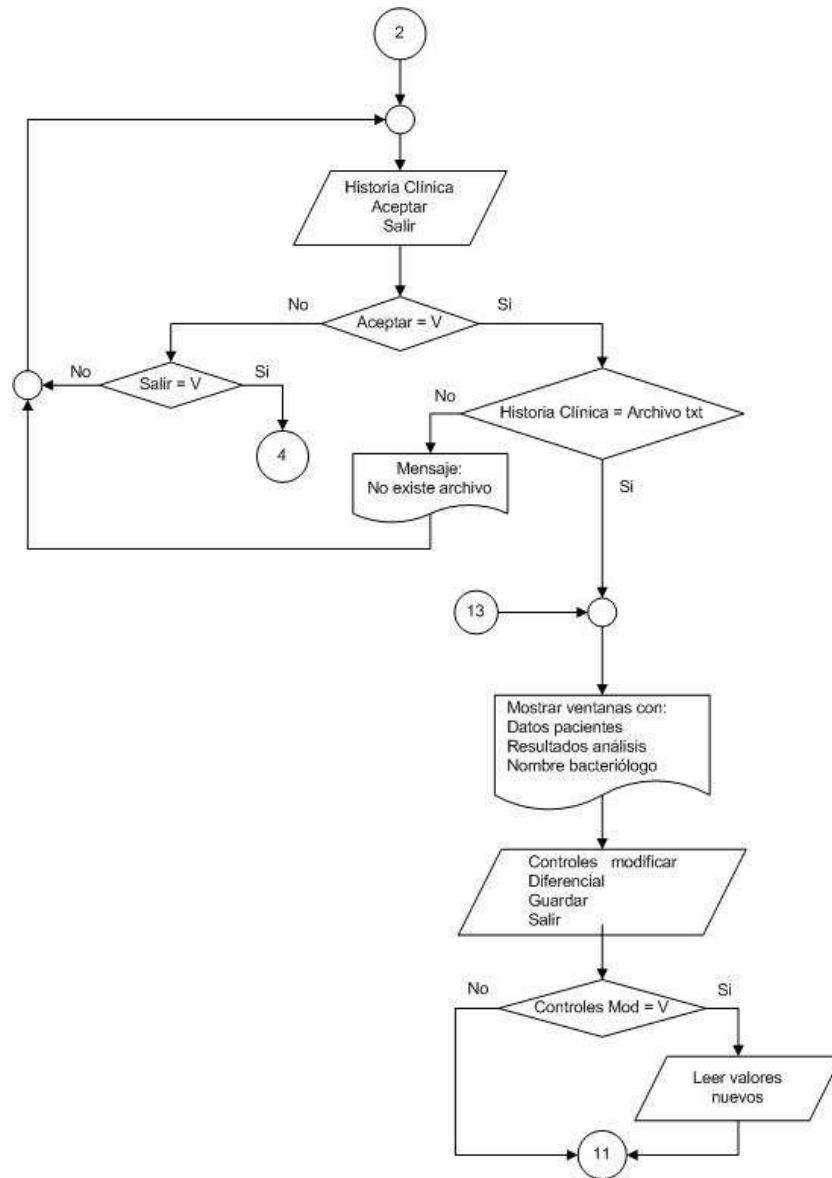 2
Historia Clínica
Aceptar
Salir
No
Si
Aceptar = V
No
Salir = V
Si
4
No
Historia Clínica = Archivo txt
Mensaje:
No existe archivo
Si
13
Mostrar ventanas con:
Datos pacientes
Resultados análisis
Nombre bacteriólogo
Controles modificar
Diferencial
Guardar
Salir
No
Si
Controles Mod = V
Leer valores
nuevos
11